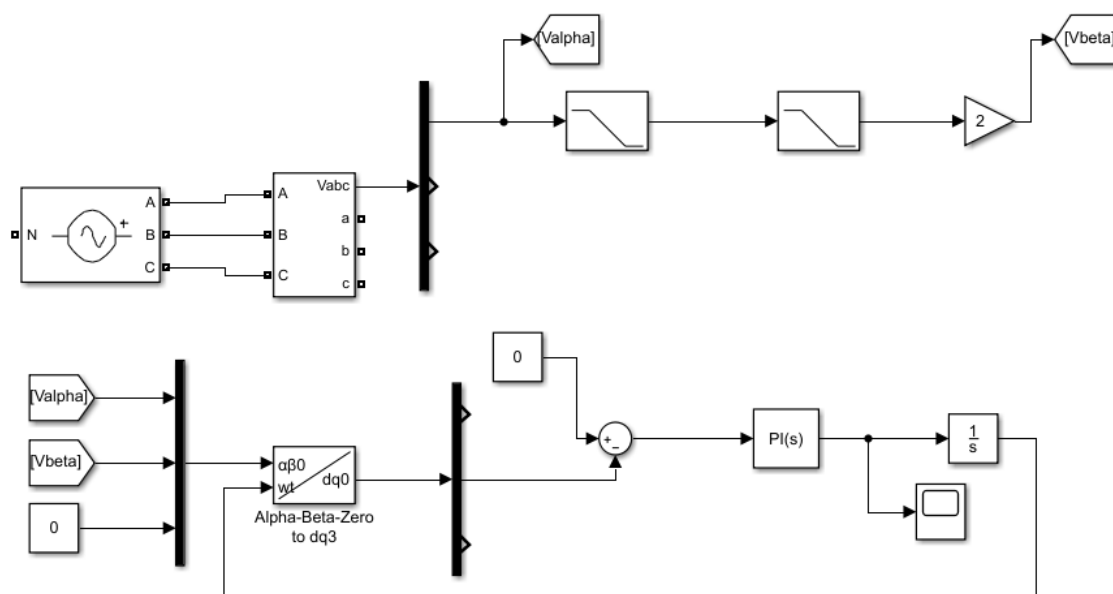 [Valpha]
[Vbeta]
2
N
A
B
C
A
B
C
Vabc
a
b
c
0
[Valpha]
[Vbeta]
0
αβ0
wt
dq0
Alpha-Beta-Zero
to dq3
+
−
PI(s)
1
s